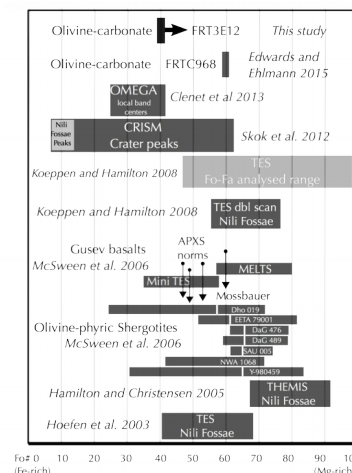 Olivine-carbonate FRT3E12 This study
Olivine-carbonate FRTC968 Edwards and
Ehlmann 2015
OMEGA
local band
centers
Clenet et al 2013
Nili
Fossae
Peaks
CRISM
Crater peaks
Skok et al. 2012
TES
Fo-Fa analysed range
Koeppen and Hamilton 2008
Koeppen and Hamilton 2008
TES dbl scan
Nili Fossae
Gusev basalts
McSween et al. 2006
APXS
norms
MELTS
Mini TES
Mossbauer
Dho 019
EETA 79001
Olivine-phyric Shergotites
McSween et al. 2006
DaG 476
DaG 489
SAU 005
NWA 1068
Y-980459
Hamilton and Christensen 2005
THEMIS
Nili Fossae
Hoefen et al. 2003
TES
Nili Fossae
Fo# 0 10 20 30 40 50 60 70 80 90 100
(Fe-rich) (Mg-rich)